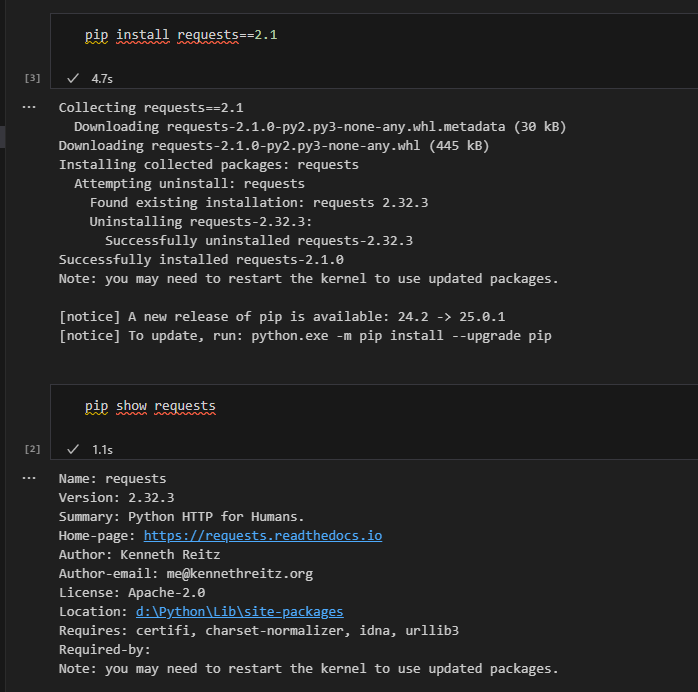 pip install requests==2.1
[3] ✓ 4.7s
... Collecting requests==2.1
Downloading requests-2.1.0-py2.py3-none-any.whl.metadata (30 kB)
Downloading requests-2.1.0-py2.py3-none-any.whl (445 kB)
Installing collected packages: requests
Attempting uninstall: requests
Found existing installation: requests 2.32.3
Uninstalling requests-2.32.3:
Successfully uninstalled requests-2.32.3
Successfully installed requests-2.1.0
Note: you may need to restart the kernel to use updated packages.
[notice] A new release of pip is available: 24.2 -> 25.0.1
[notice] To update, run: python.exe -m pip install --upgrade pip
pip show requests
[2] ✓ 1.1s
... Name: requests
Version: 2.32.3
Summary: Python HTTP for Humans.
Home-page: https://requests.readthedocs.io
Author: Kenneth Reitz
Author-email: me@kennethreitz.org
License: Apache-2.0
Location: d:\Python\Lib\site-packages
Requires: certifi, charset-normalizer, idna, urllib3
Required-by:
Note: you may need to restart the kernel to use updated packages.